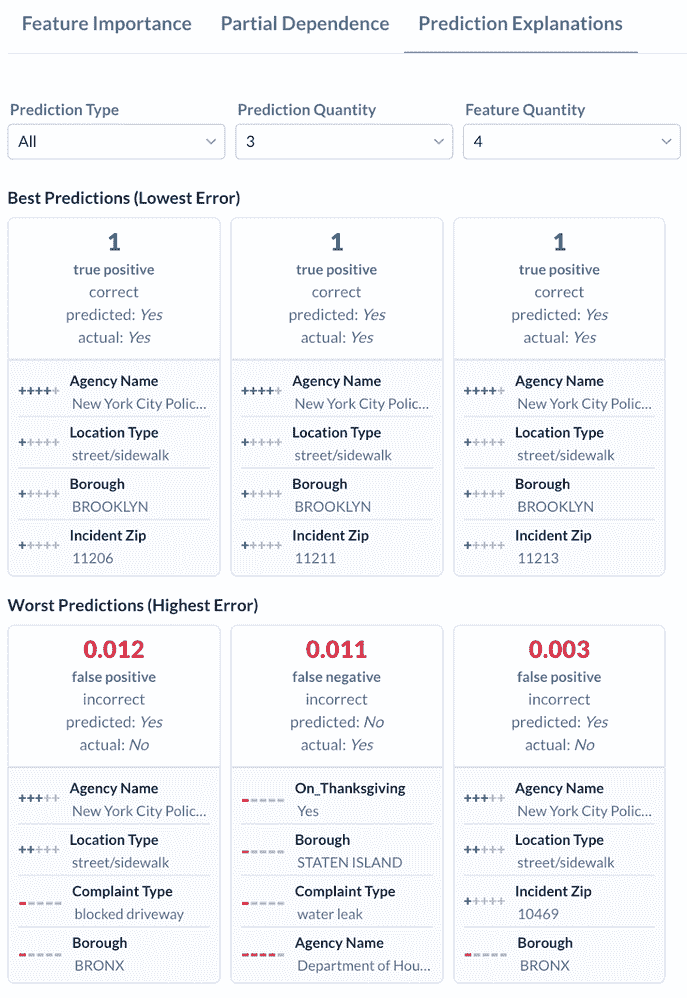 Feature Importance Partial Dependence Prediction Explanations
Prediction Type Prediction Quantity Feature Quantity
All 3 4
Best Predictions (Lowest Error)
1
true positive
correct
predicted: Yes
actual: Yes
Agency Name
New York City Polic...
Location Type
street/sidewalk
Borough
BROOKLYN
Incident Zip
11206
1
true positive
correct
predicted: Yes
actual: Yes
Agency Name
New York City Polic...
Location Type
street/sidewalk
Borough
BROOKLYN
Incident Zip
11211
1
true positive
correct
predicted: Yes
actual: Yes
Agency Name
New York City Polic...
Location Type
street/sidewalk
Borough
BROOKLYN
Incident Zip
11213
Worst Predictions (Highest Error)
0.012
false positive
incorrect
predicted: Yes
actual: No
Agency Name
New York City Polic...
Location Type
street/sidewalk
Complaint Type
blocked driveway
Borough
BRONX
0.011
false negative
incorrect
predicted: No
actual: Yes
On_Thanksgiving
Yes
Borough
STATEN ISLAND
Complaint Type
water leak
Agency Name
Department of Hou...
0.003
false positive
incorrect
predicted: Yes
actual: No
Agency Name
New York City Polic...
Location Type
street/sidewalk
Incident Zip
10469
Borough
BRONX